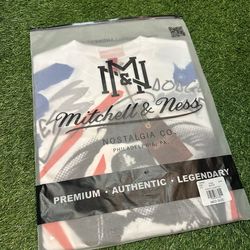 M&N
Mitchell & Ness
NOSTALGIA CO.
PHILADELPHIA, PA.
PREMIUM • AUTHENTIC • LEGENDARY